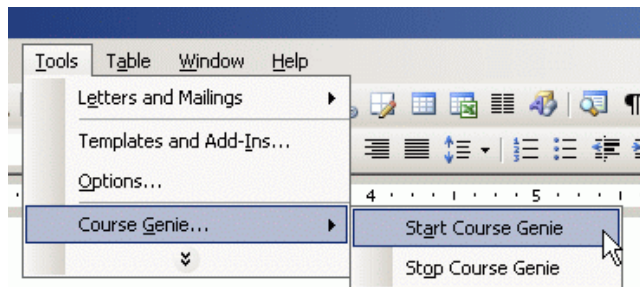 Tools Table Window Help
Letters and Mailings
Templates and Add-Ins...
Options...
4 5
Course Genie...
Start Course Genie
Stop Course Genie